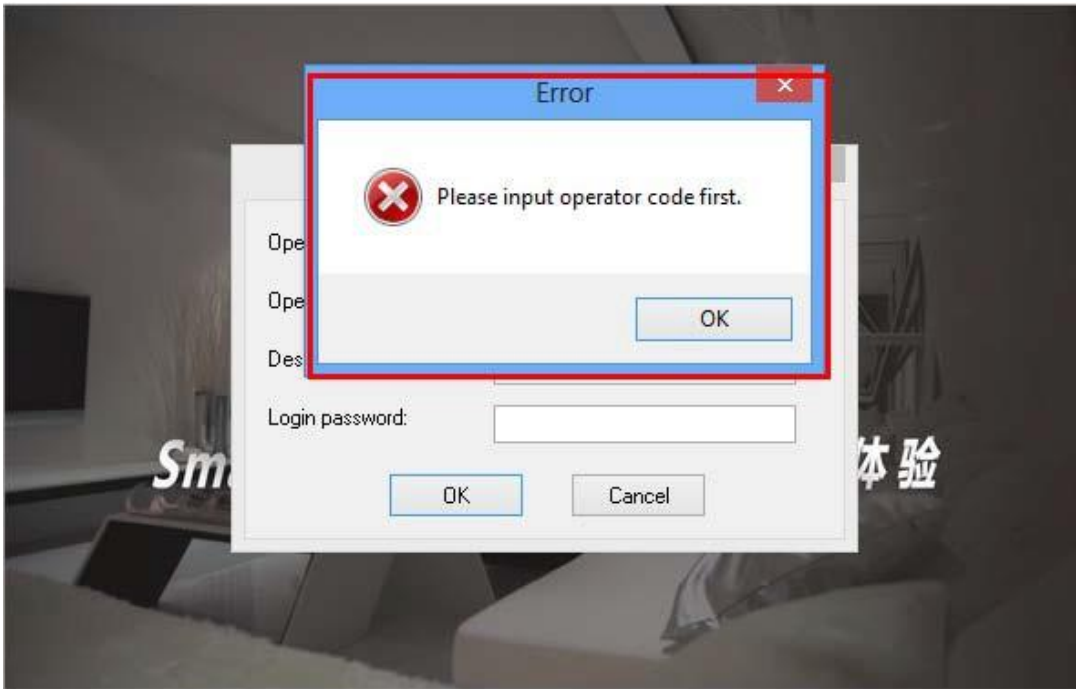 Error
Please input operator code first.
OK
Ope
Ope
Des
Login password:
Sm
体验
OK
Cancel